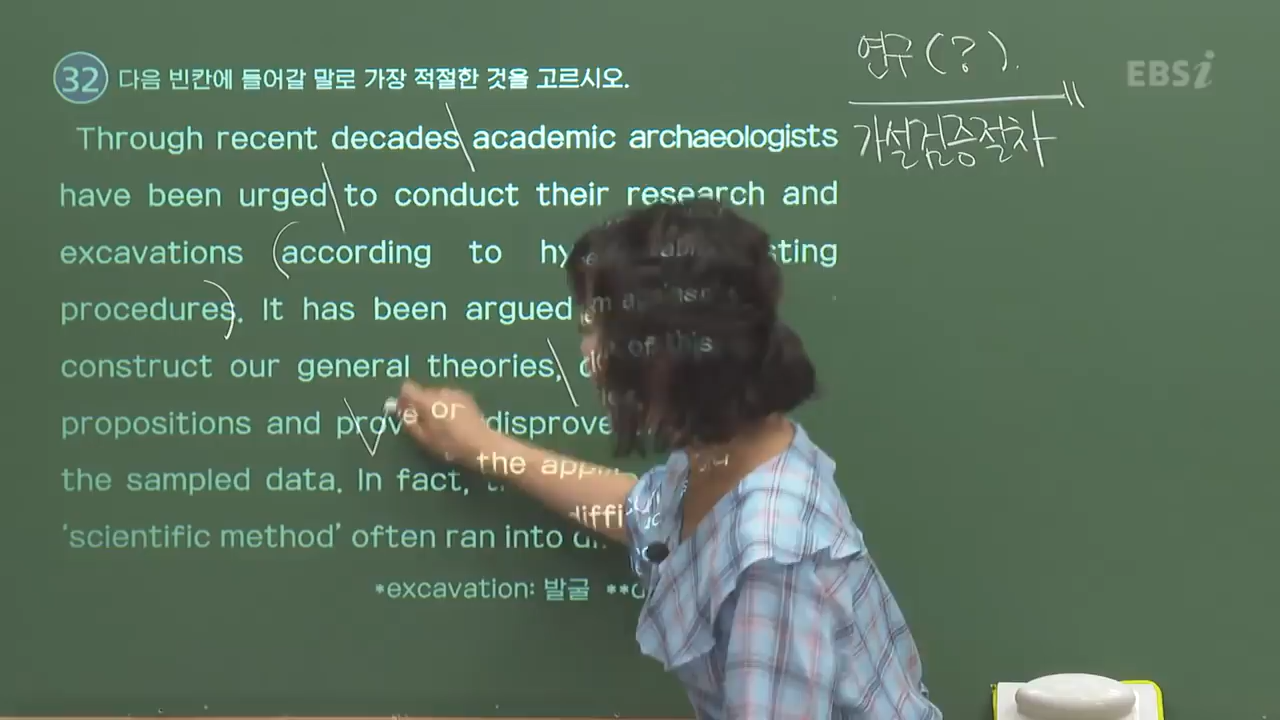 32 다음 빈칸에 들어갈 말로 가장 적절한 것을 고르시오.
Through recent decades academic archaeologists
have been urged to conduct their research and
excavations (according to sting
procedures). It has been argued
construct our general theories,
propositions and prove or disprove
the sampled data. In fact, the
'scientific method' often ran into
*excavation: 발굴
연구 (?).
가설검증절차
EBSi